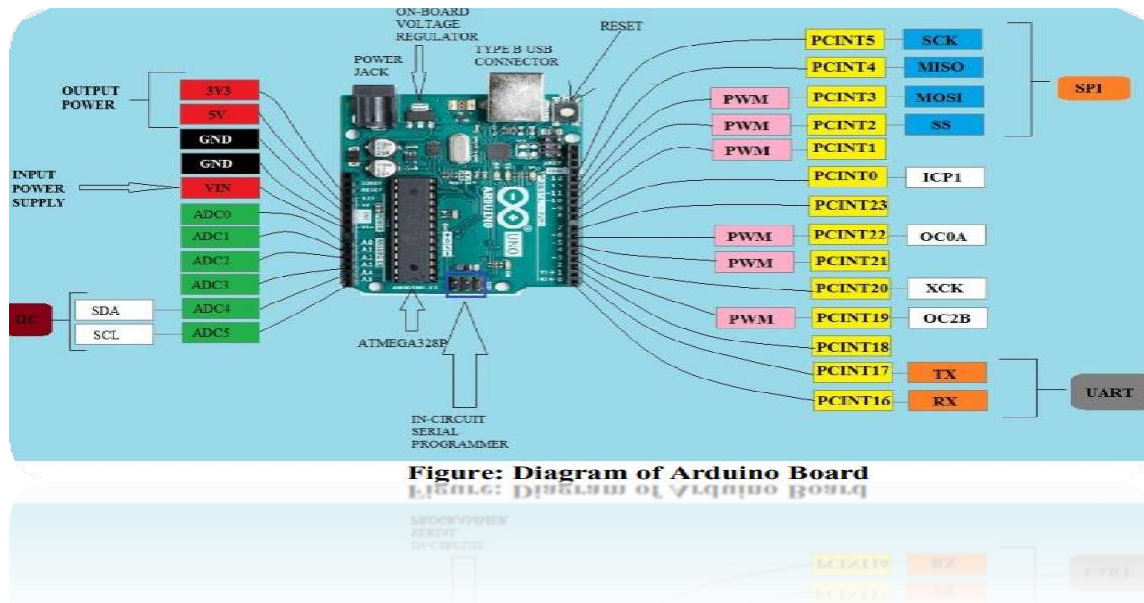 ON-BOARD
VOLTAGE
REGULATOR
POWER
JACK
TYPE B USB
CONNECTOR
RESET
OUTPUT
POWER
3V3
5V
GND
GND
INPUT
POWER
SUPPLY
VIN
ADC0
ADC1
ADC2
ADC3
SDA
ADC4
SCL
ADC5
ATMEGA328P
IN-CIRCUIT
SERIAL
PROGRAMMER
ARDUINO
UNO
PCINT5 SCK
PCINT4 MISO
PWM PCINT3 MOSI
PWM PCINT2 SS
SPI
PWM PCINT1
PCINT0 ICP1
PCINT23
PWM PCINT22 OC0A
PWM PCINT21
PCINT20 XCK
PWM PCINT19 OC2B
PCINT18
PCINT17 TX
PCINT16 RX
UART
Figure: Diagram of Arduino Board